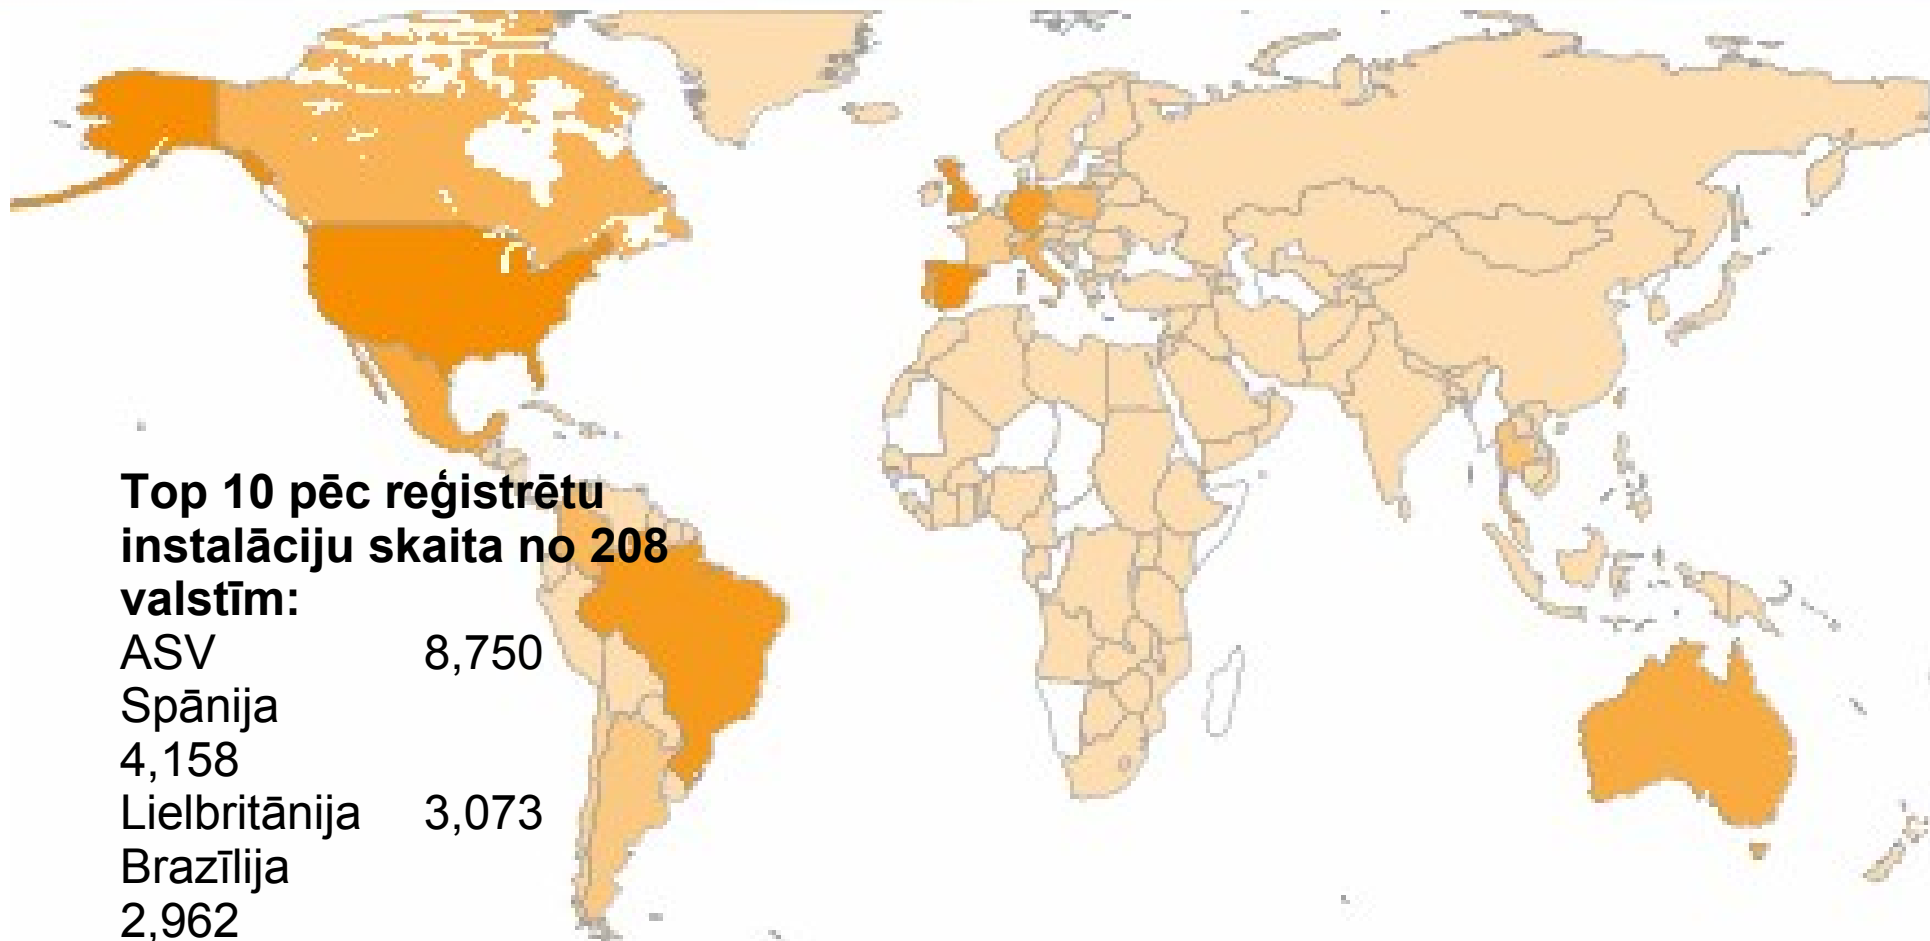 Top 10 pēc reģistrētu
instalāciju skaita no 208
valstīm:
ASV 8,750
Spānija
4,158
Lielbritānija 3,073
Brazīlija
2,962